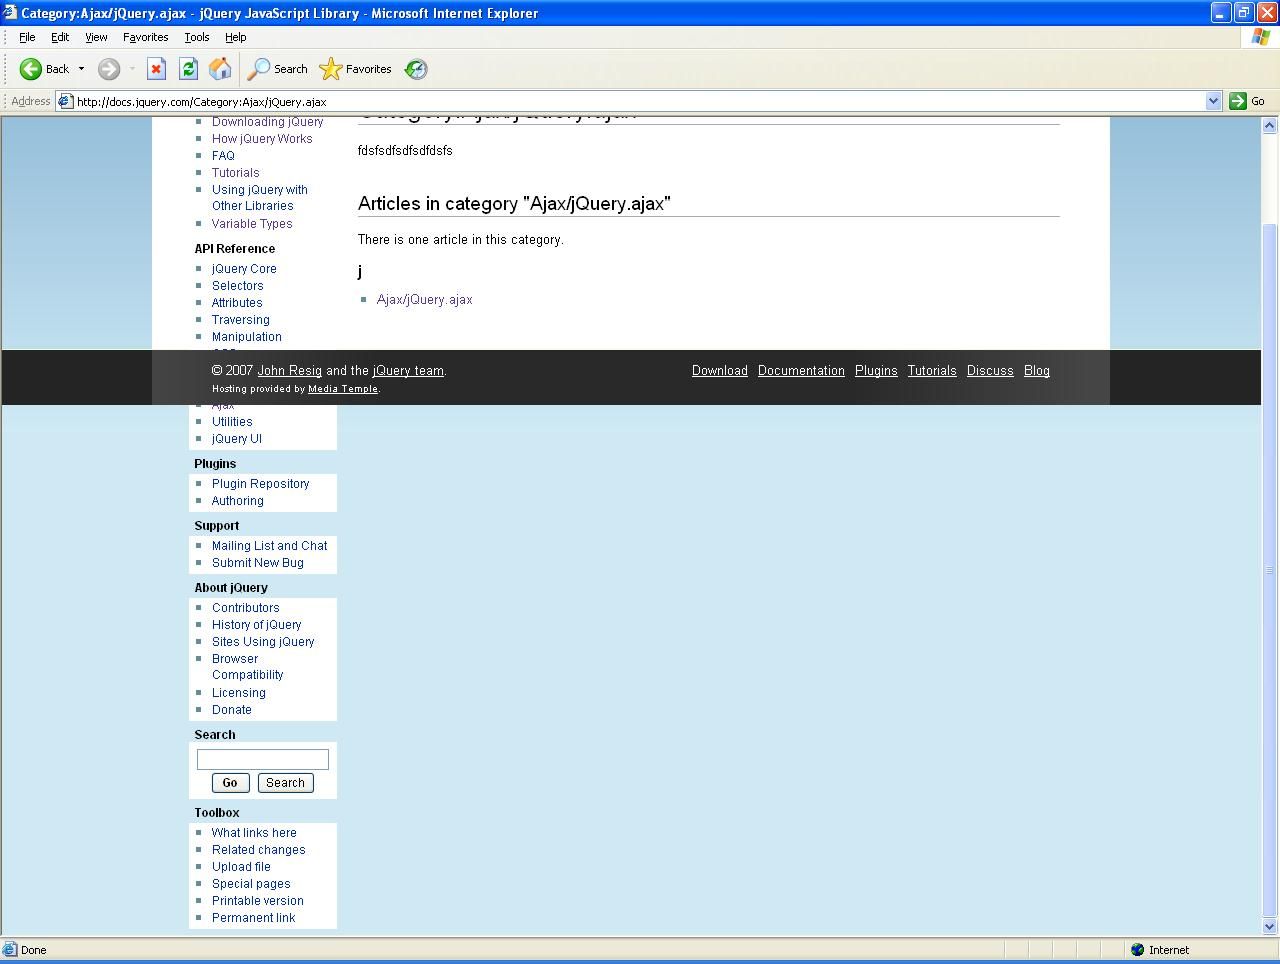 Category:Ajax/jQuery.ajax - jQuery JavaScript Library - Microsoft Internet Explorer
File Edit View Favorites Tools Help
Back Search Favorites
Address http://docs.jquery.com/Category:Ajax/jQuery.ajax Go
Downloading jQuery
How jQuery Works
FAQ
Tutorials
Using jQuery with
Other Libraries
Variable Types
API Reference
jQuery Core
Selectors
Attributes
Traversing
Manipulation
Ajax
Utilities
jQuery UI
Plugins
Plugin Repository
Authoring
Support
Mailing List and Chat
Submit New Bug
About jQuery
Contributors
History of jQuery
Sites Using jQuery
Browser
Compatibility
Licensing
Donate
Search
Go Search
Toolbox
What links here
Related changes
Upload file
Special pages
Printable version
Permanent link
Category:Ajax/jQuery.ajax
fdsfsdfsdfsdfdsfs
Articles in category "Ajax/jQuery.ajax"
There is one article in this category.
j
Ajax/jQuery.ajax
© 2007 John Resig and the jQuery team.
Hosting provided by Media Temple.
Download Documentation Plugins Tutorials Discuss Blog
Done Internet